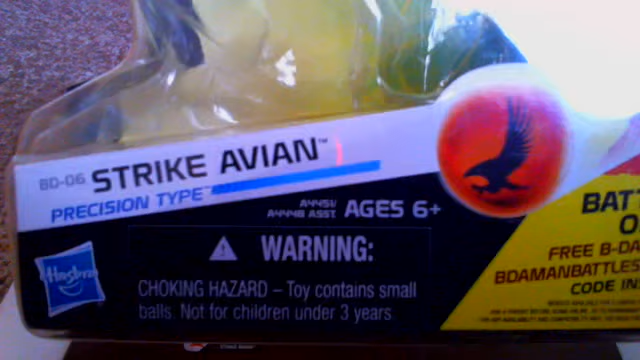 BD-06 STRIKE AVIAN™
PRECISION TYPE™
A4451/
A4448 ASST. AGES 6+
Hasbro
WARNING:
CHOKING HAZARD – Toy contains small
balls. Not for children under 3 years
BATT
O
FREE B-DA
BDAMANBATTLES
CODE IN